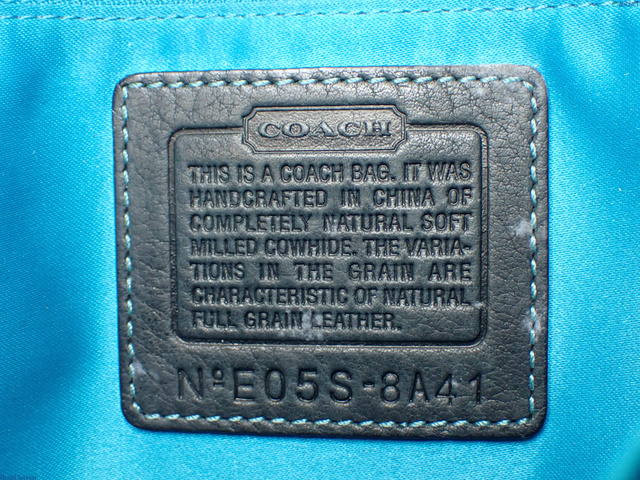 COACH
THIS IS A COACH BAG. IT WAS
HANDCRAFTED IN CHINA OF
COMPLETELY NATURAL SOFT
MILLED COWHIDE. THE VARIA-
TIONS IN THE GRAIN ARE
CHARACTERISTIC OF NATURAL
FULL GRAIN LEATHER.
Nº E05S-8A41